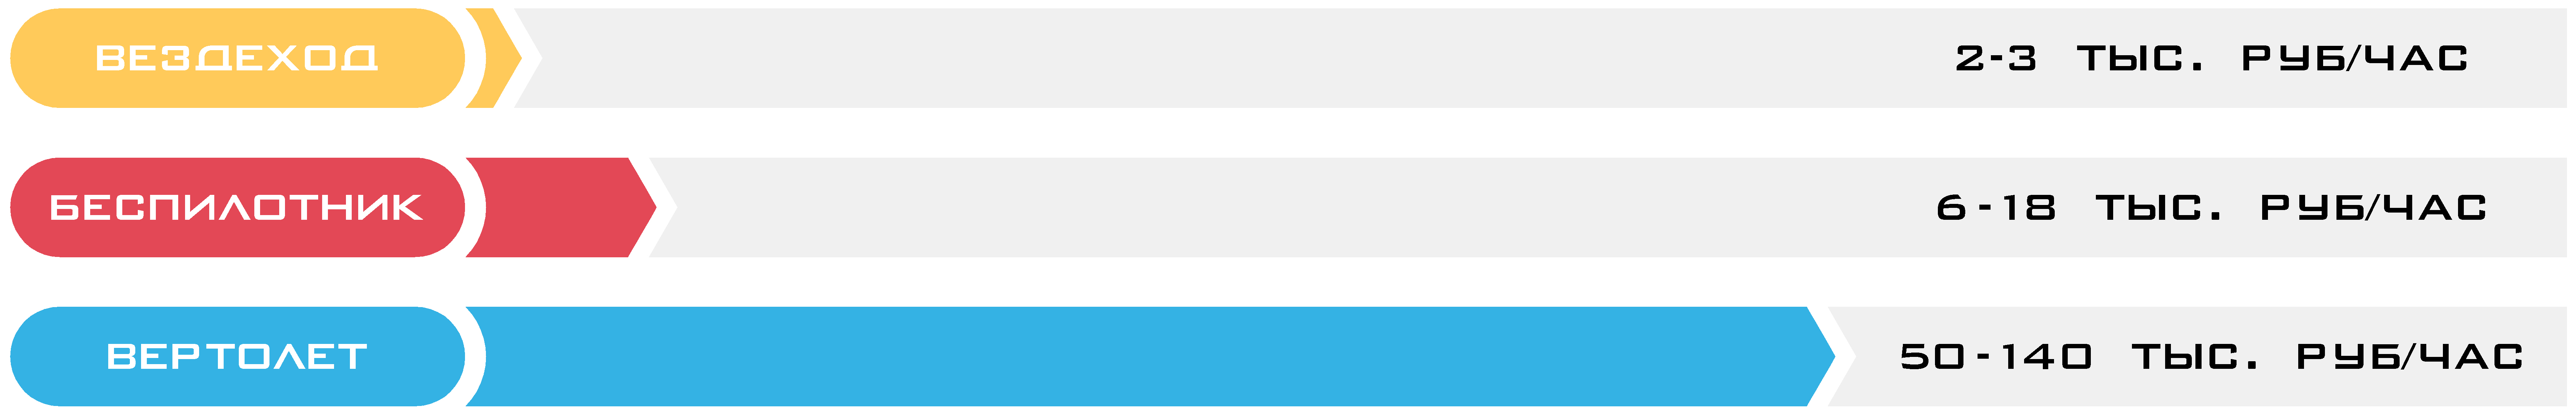 ВЕЗДЕХОД 2-3 ТЫС. РУБ/ЧАС
БЕСПИЛОТНИК 6-18 ТЫС. РУБ/ЧАС
ВЕРТОЛЕТ 50-140 ТЫС. РУБ/ЧАС